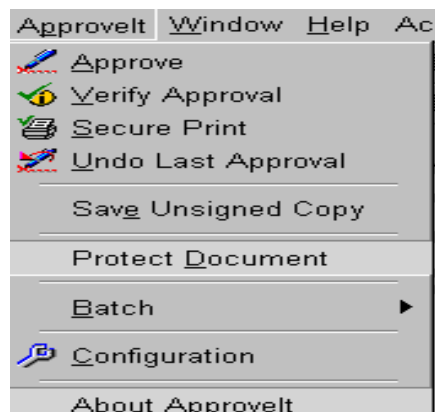 ApproveIt Window Help Ac
Approve
Verify Approval
Secure Print
Undo Last Approval
Save Unsigned Copy
Protect Document
Batch
Configuration
About ApproveIt